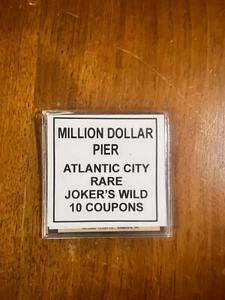 MILLION DOLLAR
PIER
ATLANTIC CITY
RARE
JOKER'S WILD
10 COUPONS